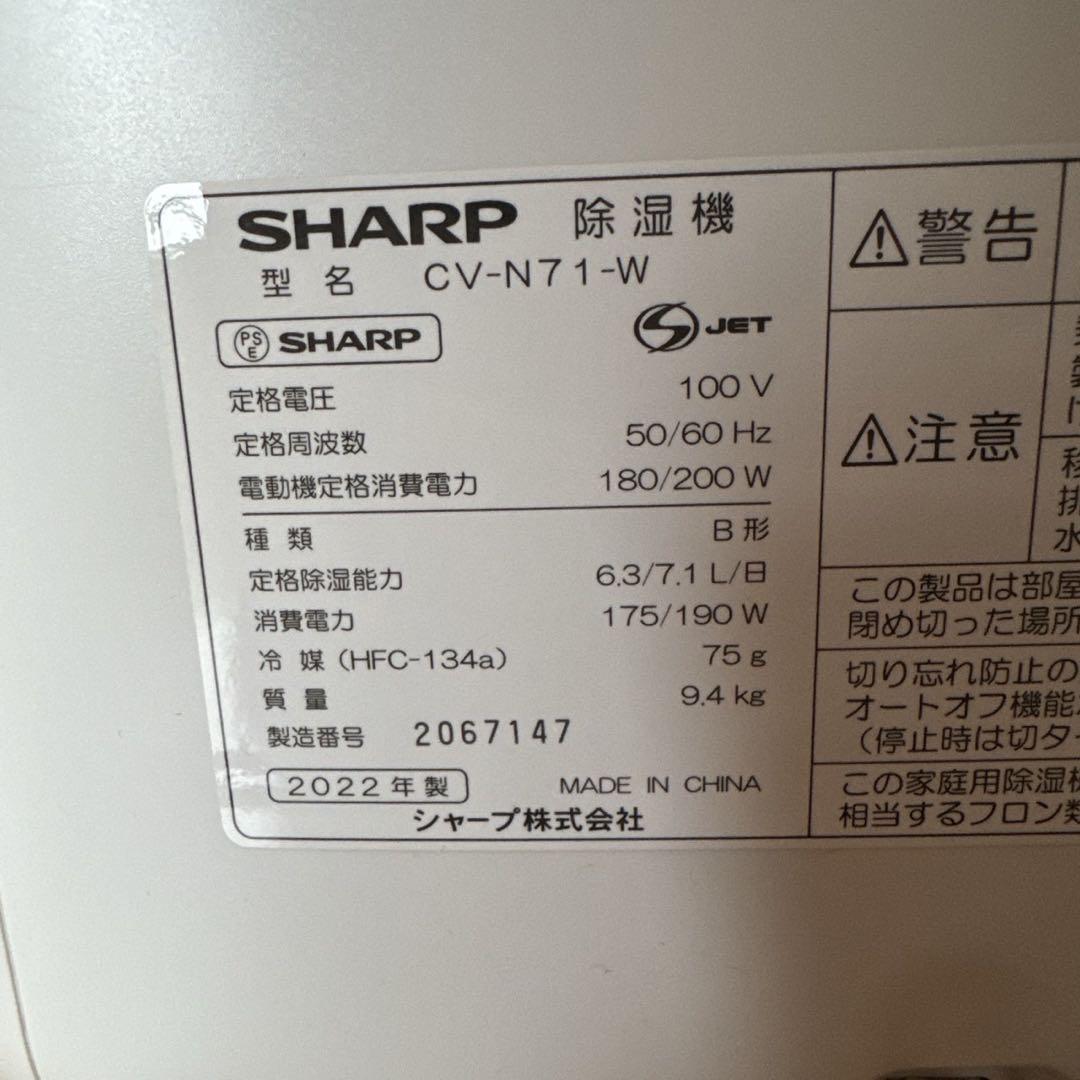 SHARP 除湿機
型名 CV-N71-W
PSE SHARP
S JET
定格電圧 100 V
定格周波数 50/60 Hz
電動機定格消費電力 180/200 W
種類 B形
定格除湿能力 6.3/7.1 L/日
消費電力 175/190 W
冷媒（HFC-134a） 75 g
質量 9.4 kg
製造番号 2067147
2022年製 MADE IN CHINA
シャープ株式会社
⚠警告
⚠注意
移
排
水
この製品は部屋
閉め切った場所
切り忘れ防止の
オートオフ機能
（停止時は切タ
この家庭用除湿機
相当するフロン類